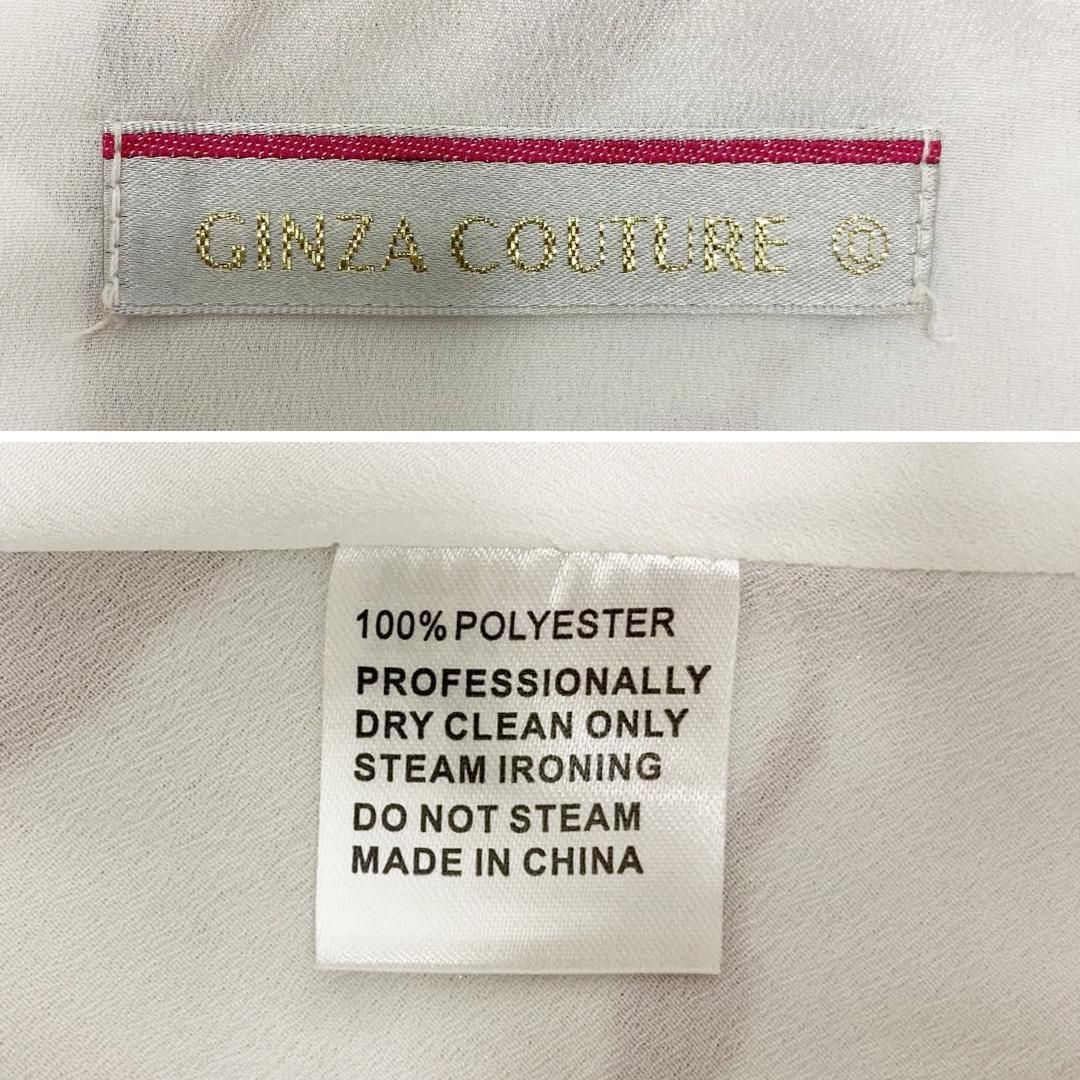 GINZA COUTURE
100% POLYESTER
PROFESSIONALLY
DRY CLEAN ONLY
STEAM IRONING
DO NOT STEAM
MADE IN CHINA